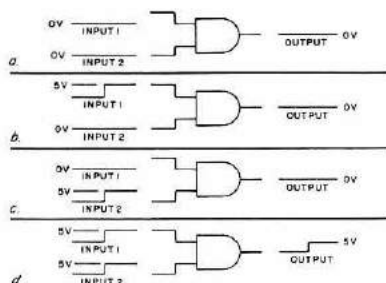 0V INPUT 1
0V INPUT 2 OUTPUT 0V
a.
5V INPUT 1
0V INPUT 2 OUTPUT 0V
b.
0V INPUT 1
5V INPUT 2 OUTPUT 0V
c.
5V INPUT 1
5V INPUT 2 OUTPUT 5V
d